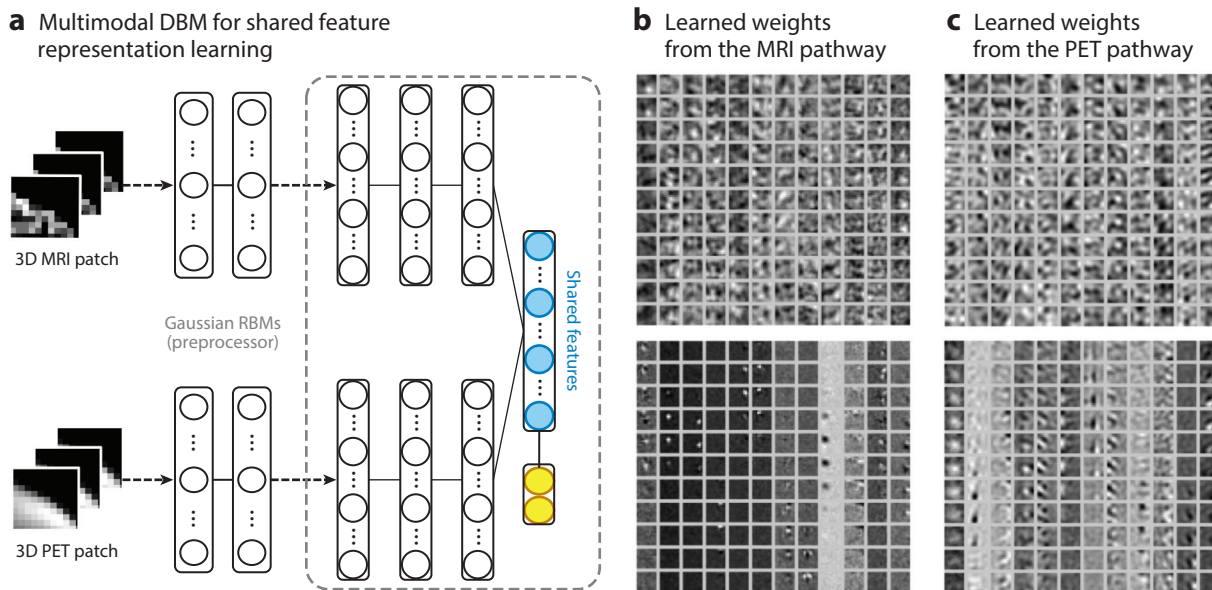 a Multimodal DBM for shared feature
representation learning
3D MRI patch
Gaussian RBMs
(preprocessor)
3D PET patch
Shared features
b Learned weights
from the MRI pathway
c Learned weights
from the PET pathway